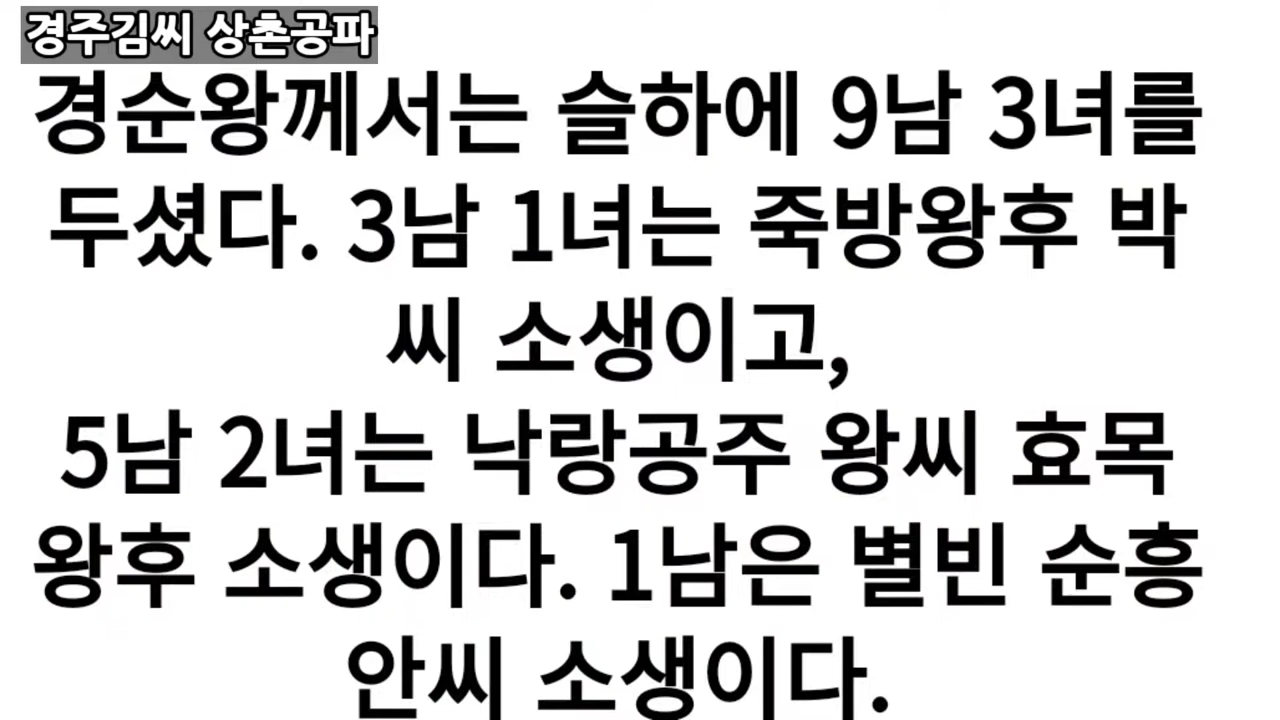 경주김씨 상촌공파
경순왕께서는 슬하에 9남 3녀를
두셨다. 3남 1녀는 죽방왕후 박
씨 소생이고,
5남 2녀는 낙랑공주 왕씨 효목
왕후 소생이다. 1남은 별빈 순흥
안씨 소생이다.